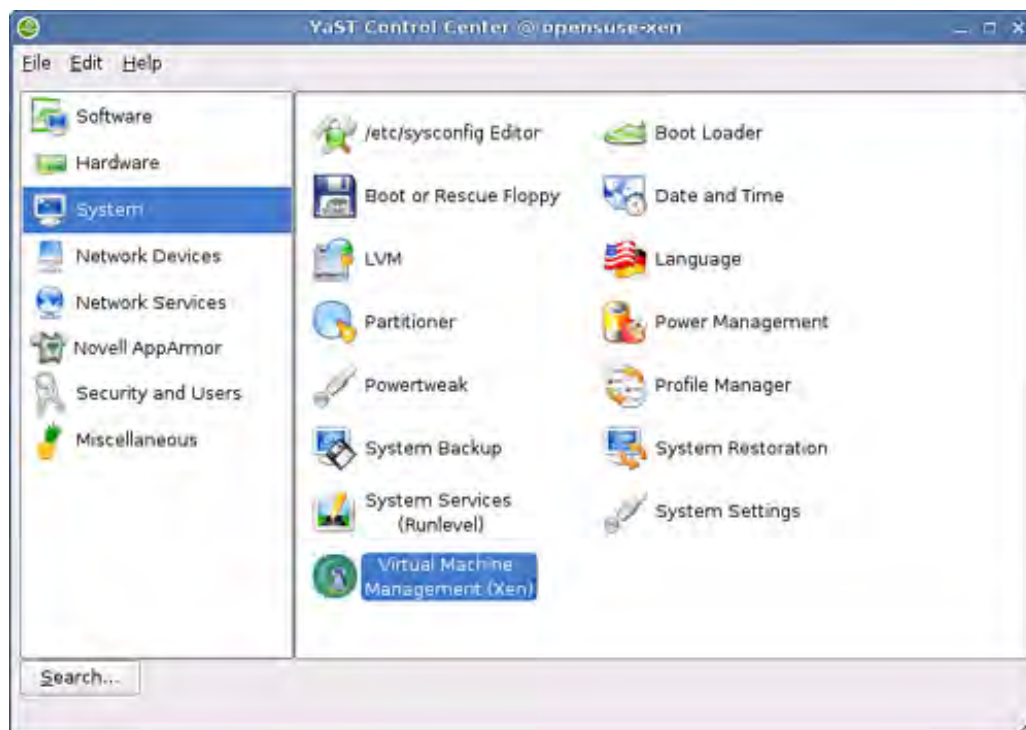 YaST Control Center @ opensuse-xen
File Edit Help
Software
Hardware
System
Network Devices
Network Services
Novell AppArmor
Security and Users
Miscellaneous
/etc/sysconfig Editor
Boot Loader
Boot or Rescue Floppy
Date and Time
LVM
Language
Partitioner
Power Management
Powertweak
Profile Manager
System Backup
System Restoration
System Services
(Runlevel)
System Settings
Virtual Machine
Management (Xen)
Search...